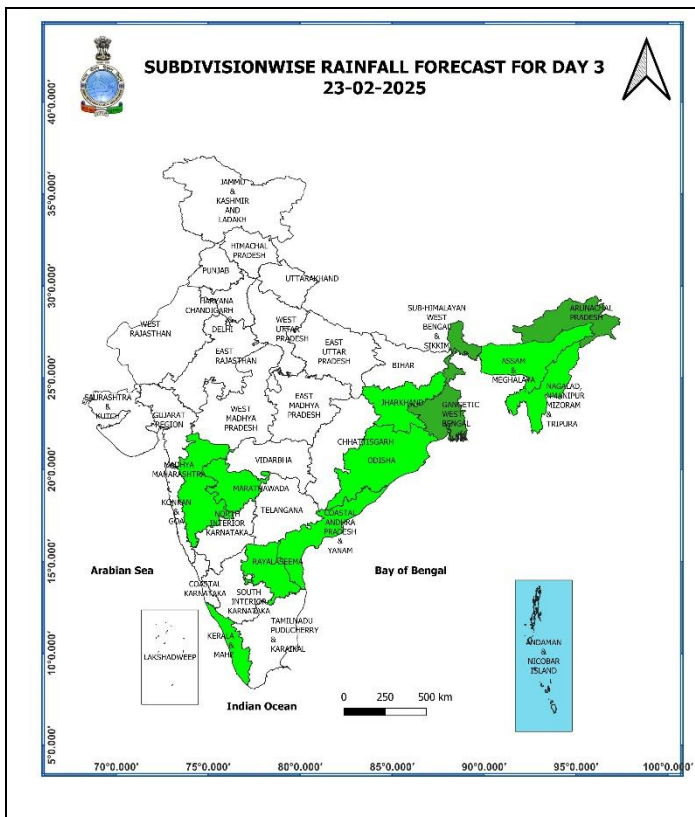 SUBDIVISIONWISE RAINFALL FORECAST FOR DAY 3
23-02-2025
40°0.000'
35°0.000'
30°0.000'
25°0.000'
20°0.000'
15°0.000'
10°0.000'
5°0.000'
JAMMU
&
KASHMIR
AND
LADAKH
HIMACHAL
PRADESH
PUNJAB
UTTARAKHAND
HARYANA
CHANDIGARH
&
DELHI
WEST
RAJASTHAN
WEST
UTTAR
PRADESH
EAST
UTTAR
PRADESH
EAST
RAJASTHAN
SUB-HIMALAYAN
WEST
BENGAL
&
SIKKIM
ARUNACHAL
PRADESH
ASSAM
&
MEGHALAYA
NAGALAD,
MANIPUR
MIZORAM
&
TRIPURA
BIHAR
JHARKHAND
GANGETIC
WEST
BENGAL
SAURASHTRA
&
KUTCH
GUJARAT
REGION
WEST
MADHYA
PRADESH
EAST
MADHYA
PRADESH
CHHATTISGARH
ODISHA
VIDARBHA
MADHYA
MAHARASHTRA
MARATHAWADA
KONKAN
&
GOA
NORTH
INTERIOR
KARNATAKA
TELANGANA
COASTAL
ANDHRA
PRADESH
&
YANAM
RAYALASEEMA
Arabian Sea
Bay of Bengal
COASTAL
KARNATAKA
SOUTH
INTERIOR
KARNATAKA
TAMILNADU
PUDUCHERRY
&
KARAIKAL
KERALA
&
MAHE
LAKSHADWEEP
ANDAMAN
&
NICOBAR
ISLAND
Indian Ocean
0 250 500 km
70°0.000' 75°0.000' 80°0.000' 85°0.000' 90°0.000' 95°0.000' 100°0.000'